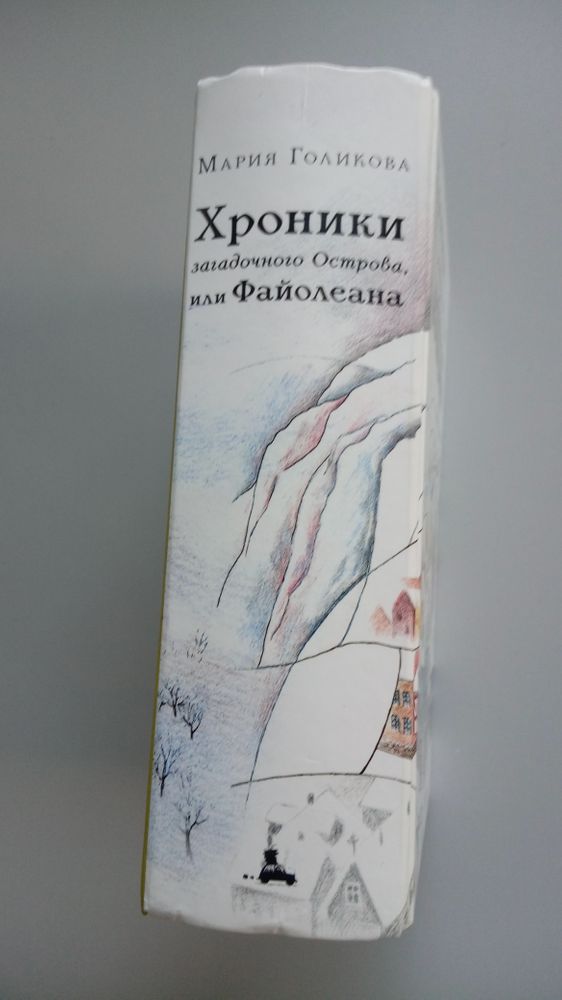 Мария Голикова
Хроники
загадочного Острова,
или Файолеана